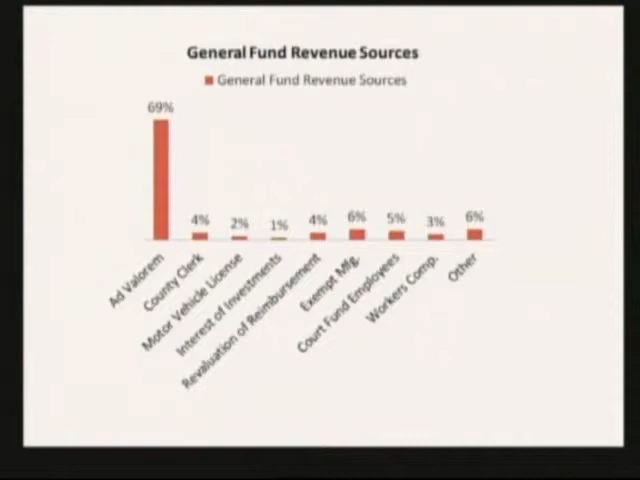 General Fund Revenue Sources
General Fund Revenue Sources
69%
4%
2%
1%
4%
6%
5%
3%
6%
Ad Valorem
County Clerk
Motor Vehicle License
Interest of Investments
Revaluation of Reimbursement
Exempt Mfg.
Court Fund Employees
Workers Comp.
Other